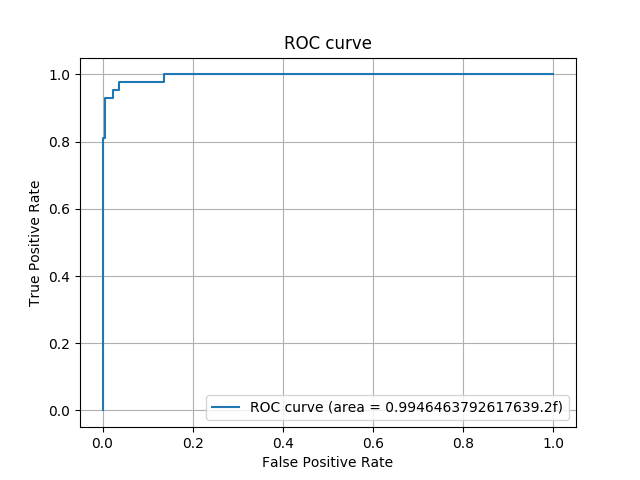 ROC curve
1.0
0.8
0.6
0.4
0.2
0.0
True Positive Rate
ROC curve (area = 0.9946463792617639.2f)
0.0 0.2 0.4 0.6 0.8 1.0
False Positive Rate